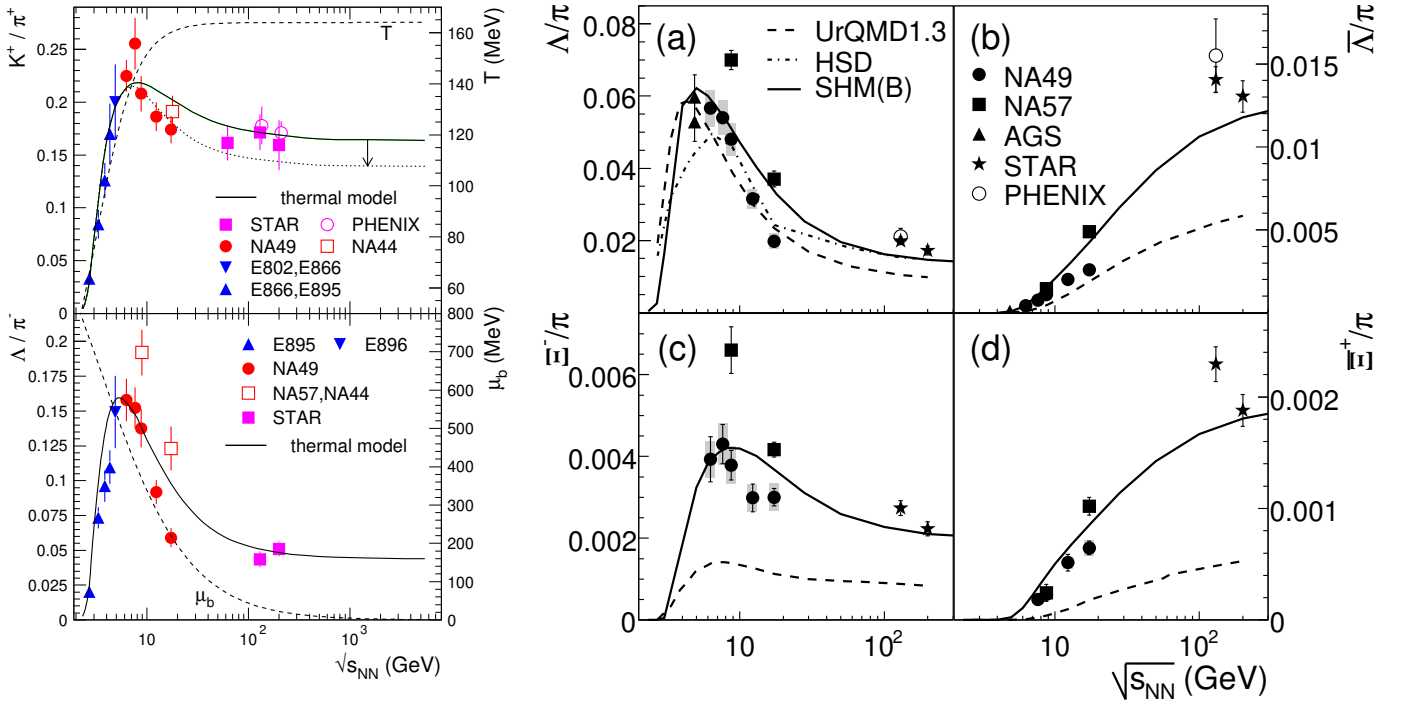 K⁺/π⁺
0.25
0.2
0.15
0.1
0.05
0
T
160
140
120
100
80
60
T (MeV)
thermal model
STAR
PHENIX
NA49
NA44
E802,E866
E866,E895
Λ/π⁻
0.2
0.175
0.15
0.125
0.1
0.075
0.05
0.025
0
E895
E896
NA49
NA57,NA44
STAR
thermal model
μb
800
700
600
500
400
300
200
100
0
μb (MeV)
10
10²
10³
√sNN (GeV)
Λ/π
0.08
0.06
0.04
0.02
(a)
UrQMD1.3
HSD
SHM(B)
(b)
NA49
NA57
AGS
STAR
PHENIX
Λ̅/π
0.015
0.01
0.005
0
Ξ⁻/π
0.006
0.004
0.002
0
(c)
10
10²
(d)
Ξ̅⁺/π
0.002
0.001
0
10
10²
√sNN (GeV)